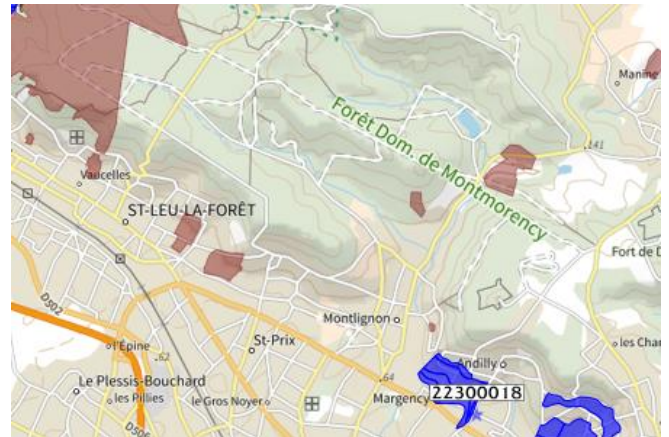 Manine
Forêt Dom. de Montmorency
141
Vaucelles
ST-LEU-LA-FORÊT
Fort de D
D502
Montlignon
l'Épine
62
St-Prix
les Char
Andilly
Le Plessis-Bouchard
64
22300018
les Pillies
le Gros Noyer
Margency
D506